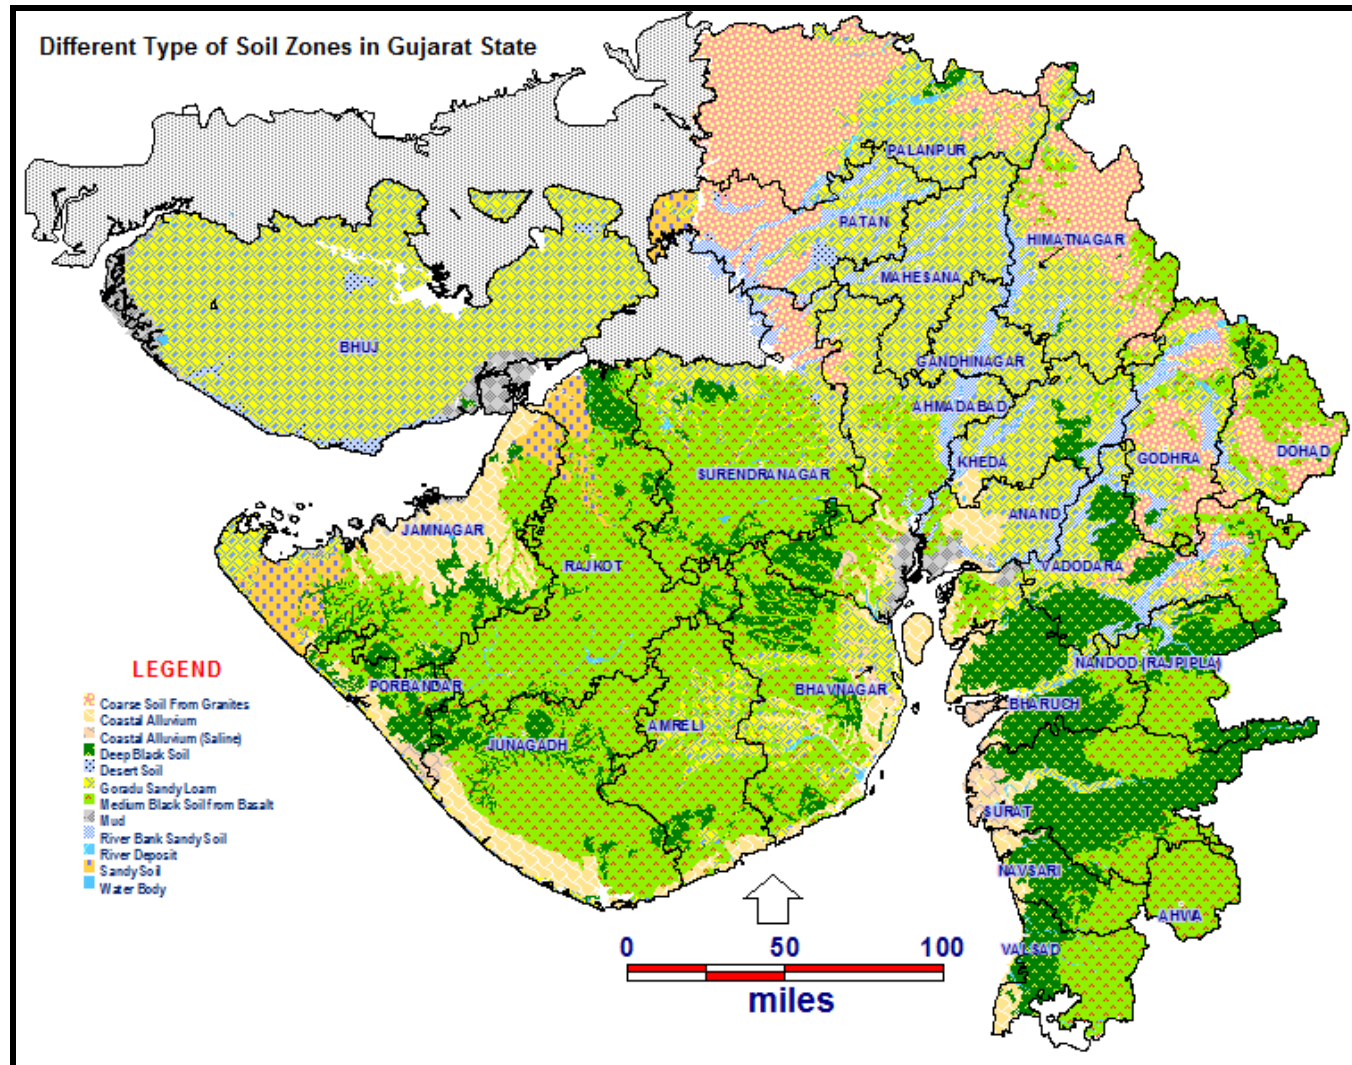 Different Type of Soil Zones in Gujarat State
PALANPUR
PATAN
HIMATNAGAR
MAHESANA
BHUJ
GANDHINAGAR
AHMADABAD
KHEDA
GODHRA
DOHAD
SURENDRANAGAR
ANAND
JAMNAGAR
RAJKOT
VADODARA
NANDOD (RAJPIPLA)
PORBANDAR
BHAVNAGAR
BHARUCH
AMRELI
JUNAGADH
SURAT
NAVSARI
AHWA
VALSAD
LEGEND
Coarse Soil From Granites
Coastal Alluvium
Coastal Alluvium (Saline)
Deep Black Soil
Desert Soil
Goradu Sandy Loam
Medium Black Soil from Basalt
Mud
River Bank Sandy Soil
River Deposit
Sandy Soil
Water Body
0 50 100
miles